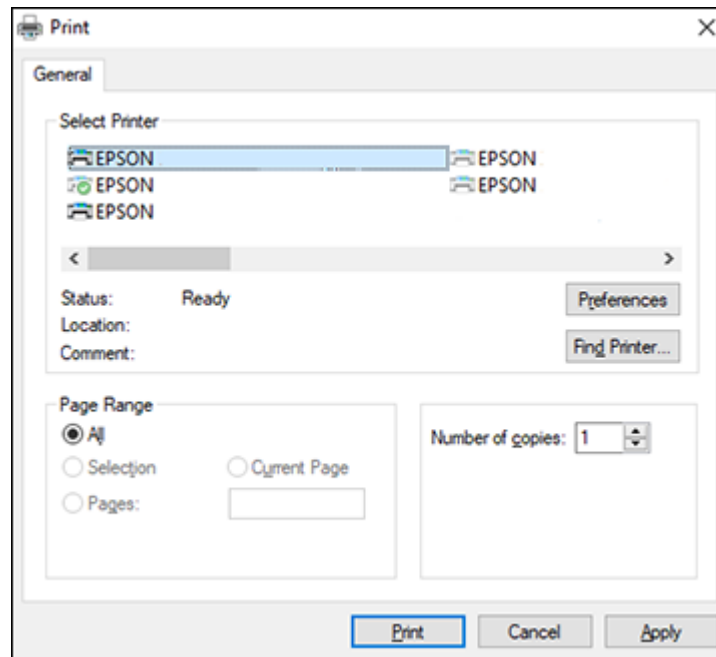 Print
General
Select Printer
EPSON EPSON
EPSON EPSON
EPSON
Status: Ready
Location:
Comment:
Preferences
Find Printer...
Page Range
All
Selection Current Page
Pages:
Number of copies: 1
Print Cancel Apply